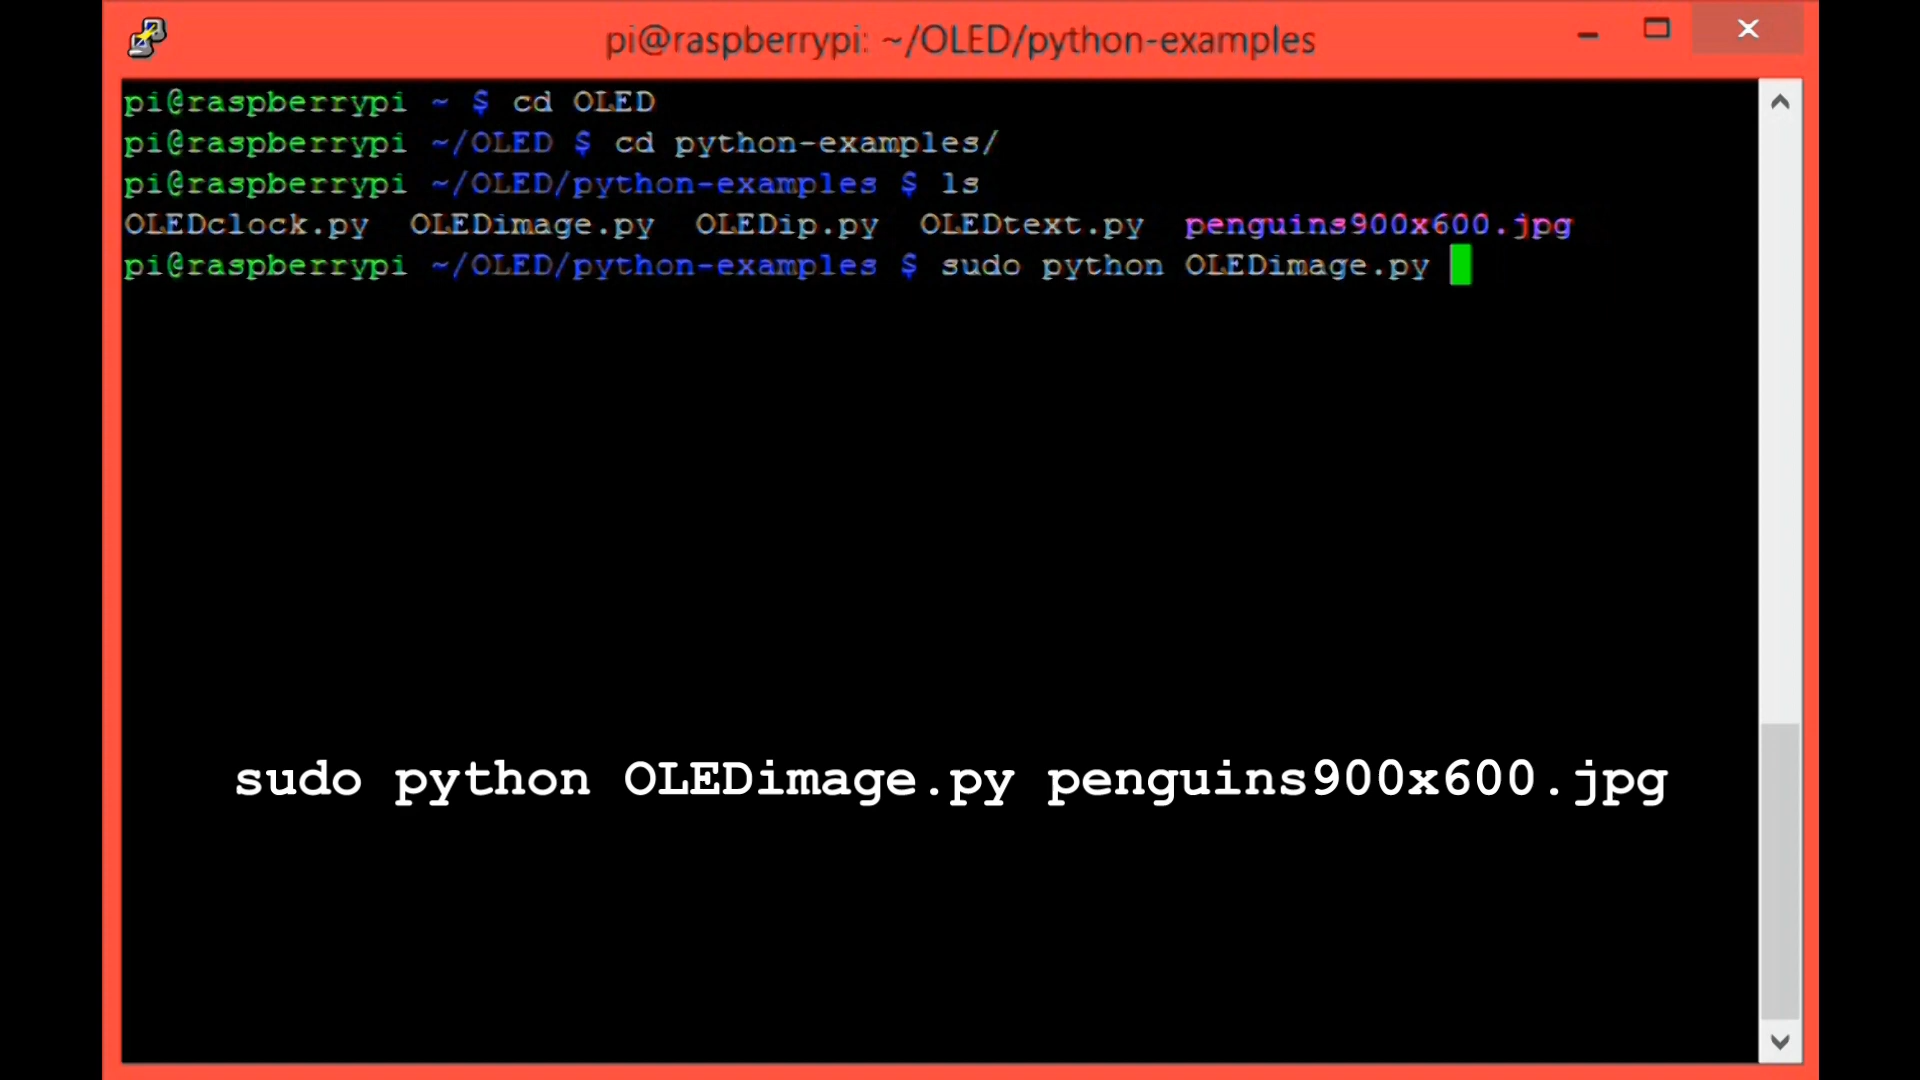 pi@raspberrypi: ~/OLED/python-examples
pi@raspberrypi ~ $ cd OLED
pi@raspberrypi ~/OLED $ cd python-examples/
pi@raspberrypi ~/OLED/python-examples $ ls
OLEDclock.py OLEDimage.py OLEDip.py OLEDtext.py penguins900x600.jpg
pi@raspberrypi ~/OLED/python-examples $ sudo python OLEDimage.py
sudo python OLEDimage.py penguins900x600.jpg